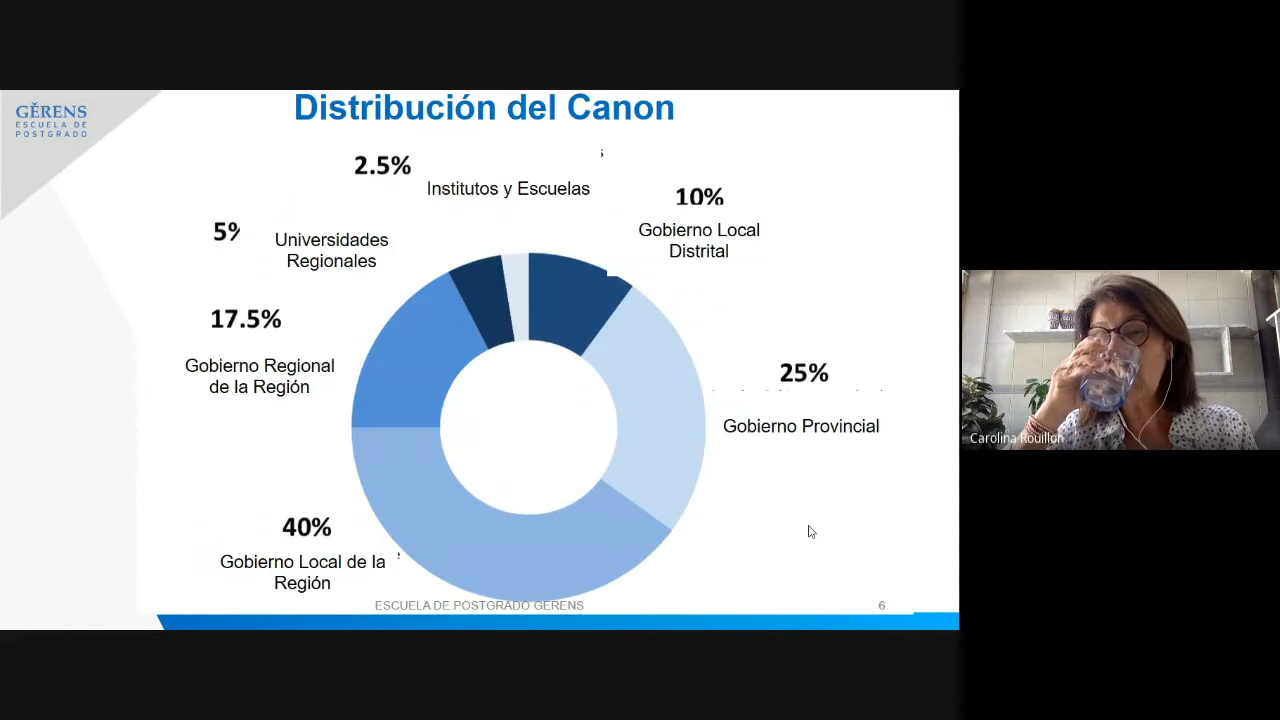 GĚRENS
ESCUELA DE
POSTGRADO
Distribución del Canon
2.5%
Institutos y Escuelas
10%
Gobierno Local
Distrital
5%
Universidades
Regionales
17.5%
Gobierno Regional
de la Región
25%
Gobierno Provincial
40%
Gobierno Local de la
Región
ESCUELA DE POSTGRADO GERENS
6
Carolina Rouillon